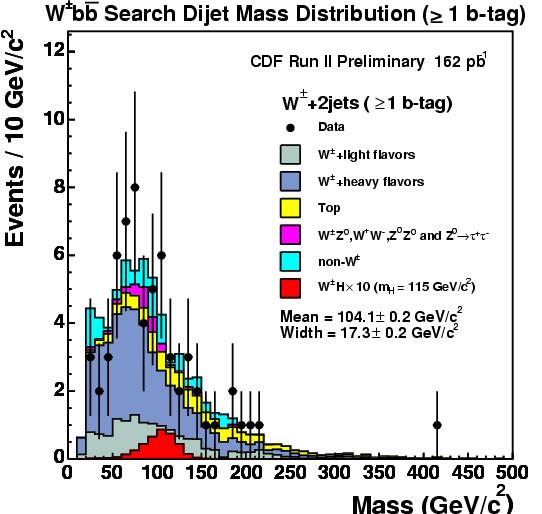 W±bb̅ Search Dijet Mass Distribution (≥ 1 b-tag)
CDF Run II Preliminary 162 pb⁻¹
W±+2jets ( ≥1 b-tag)
Data
W±+light flavors
W±+heavy flavors
Top
W±Z⁰,W⁺W⁻,Z⁰Z⁰ and Z⁰→τ⁺τ⁻
non-W±
W±H×10 (m_H = 115 GeV/c²)
Mean = 104.1± 0.2 GeV/c²
Width = 17.3± 0.2 GeV/c²
Events / 10 GeV/c²
12
10
8
6
4
2
0
0 50 100 150 200 250 300 350 400 450 500
Mass (GeV/c²)